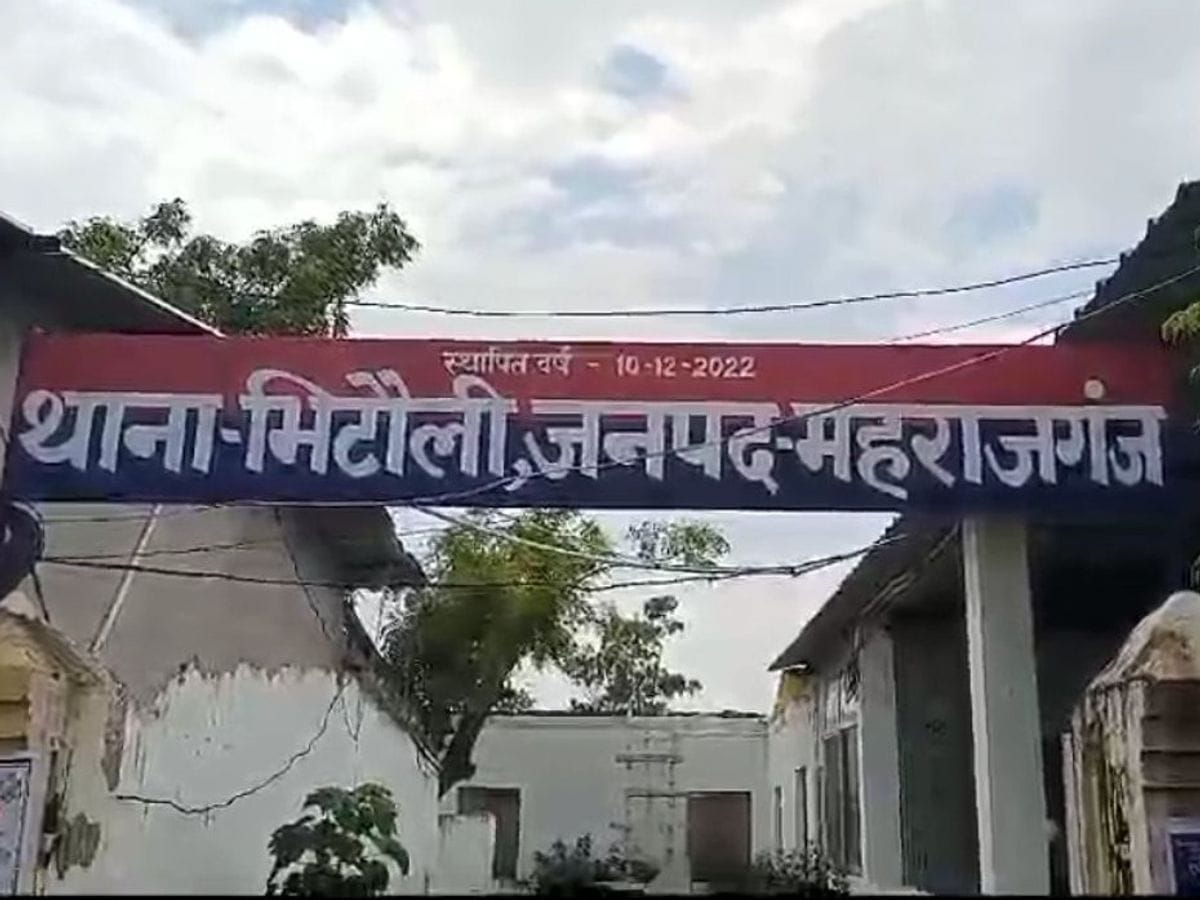 स्थापित वर्ष - 10-12-2022
थाना-भिटौली, जनपद-महराजगंज